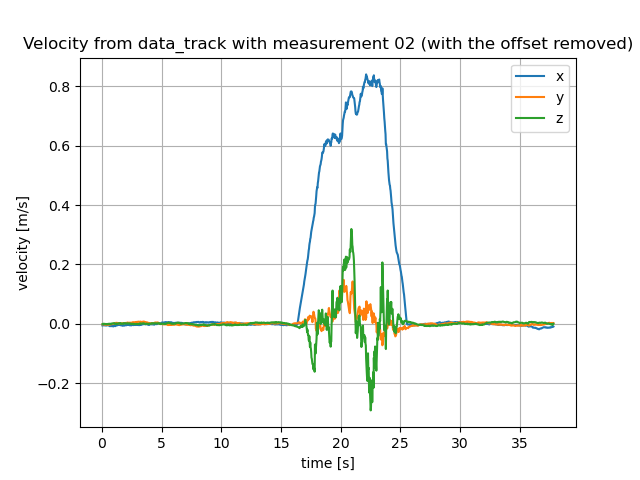 Velocity from data_track with measurement 02 (with the offset removed)
x
y
z
0.8
0.6
0.4
0.2
0.0
−0.2
velocity [m/s]
0 5 10 15 20 25 30 35
time [s]